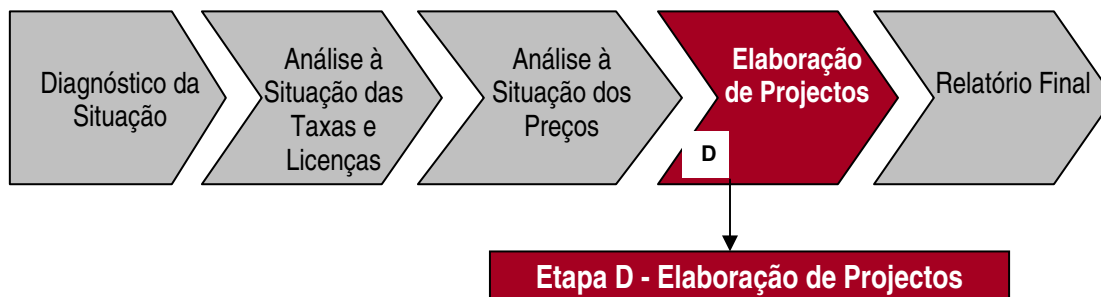 Diagnóstico da
Situação
Análise à
Situação das
Taxas e
Licenças
Análise à
Situação dos
Preços
Elaboração
de Projectos
D
Relatório Final
Etapa D - Elaboração de Projectos